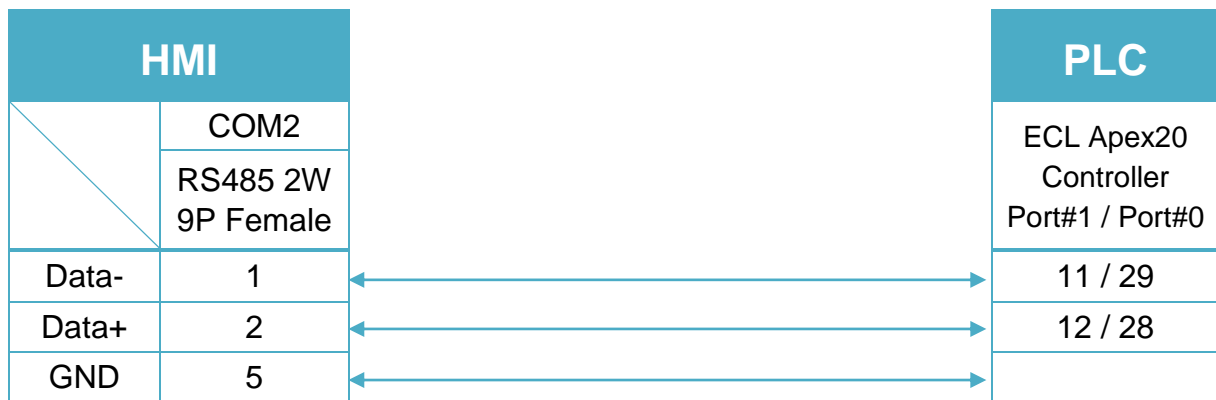 HMI
PLC
COM2
RS485 2W
9P Female
ECL Apex20
Controller
Port#1 / Port#0
Data- 1 11 / 29
Data+ 2 12 / 28
GND 5